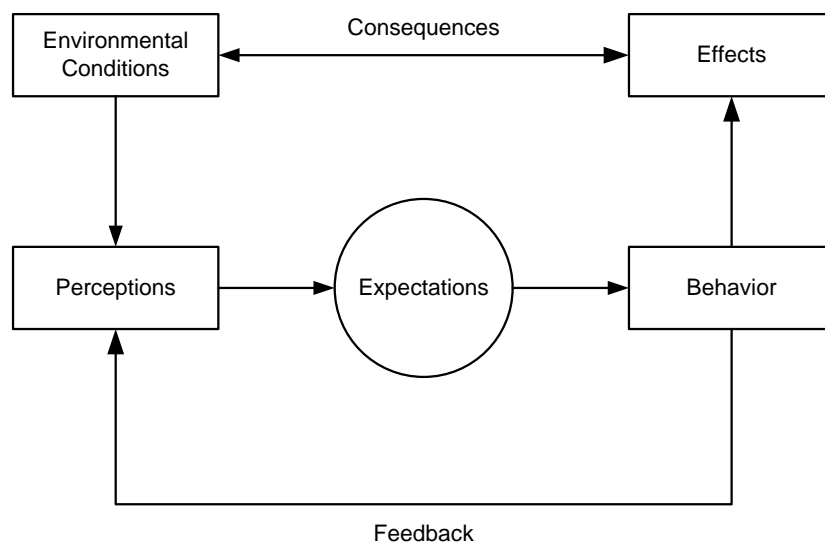 Environmental
Conditions
Consequences
Effects
Perceptions
Expectations
Behavior
Feedback